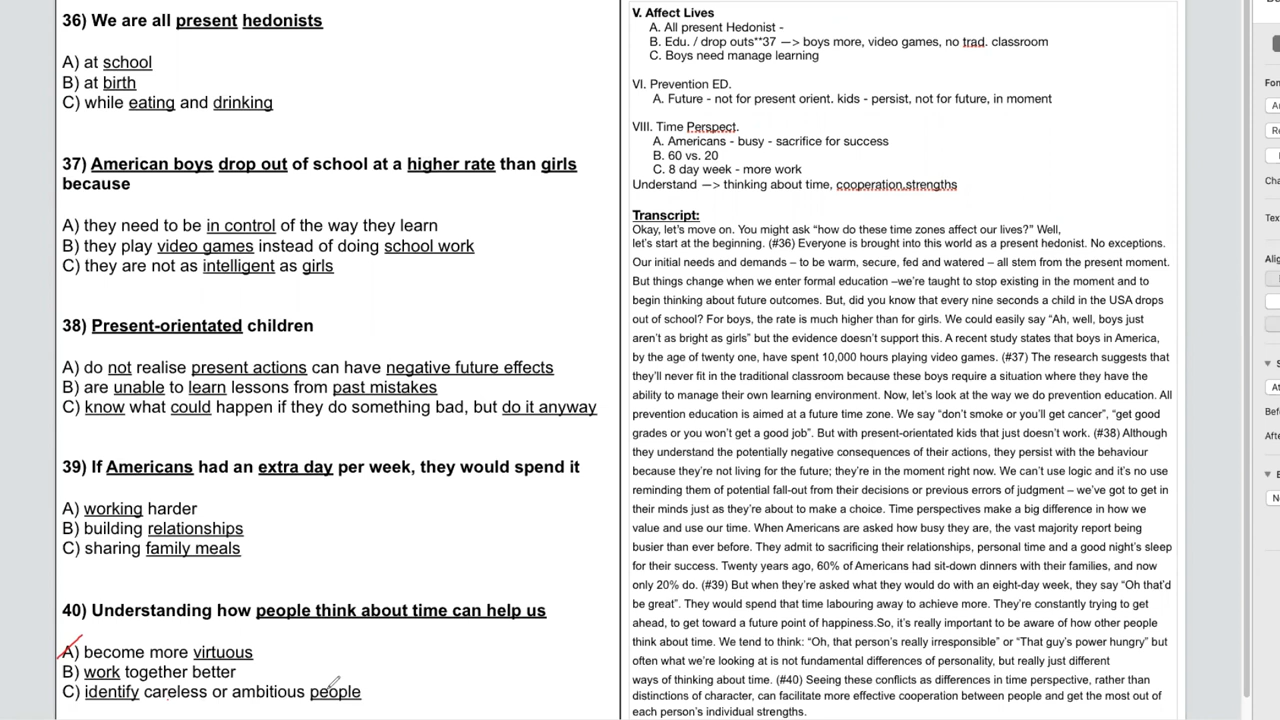 36) We are all present hedonists
A) at school
B) at birth
C) while eating and drinking
37) American boys drop out of school at a higher rate than girls
because
A) they need to be in control of the way they learn
B) they play video games instead of doing school work
C) they are not as intelligent as girls
38) Present-orientated children
A) do not realise present actions can have negative future effects
B) are unable to learn lessons from past mistakes
C) know what could happen if they do something bad, but do it anyway
39) If Americans had an extra day per week, they would spend it
A) working harder
B) building relationships
C) sharing family meals
40) Understanding how people think about time can help us
A) become more virtuous
B) work together better
C) identify careless or ambitious people
V. Affect Lives
A. All present Hedonist -
B. Edu. / drop outs**37 —> boys more, video games, no trad. classroom
C. Boys need manage learning
VI. Prevention ED.
A. Future - not for present orient. kids - persist, not for future, in moment
VIII. Time Perspect.
A. Americans - busy - sacrifice for success
B. 60 vs. 20
C. 8 day week - more work
Understand —> thinking about time, cooperation.strengths
Transcript:
Okay, let's move on. You might ask “how do these time zones affect our lives?” Well,
let's start at the beginning. (#36) Everyone is brought into this world as a present hedonist. No exceptions.
Our initial needs and demands – to be warm, secure, fed and watered – all stem from the present moment.
But things change when we enter formal education –we're taught to stop existing in the moment and to
begin thinking about future outcomes. But, did you know that every nine seconds a child in the USA drops
out of school? For boys, the rate is much higher than for girls. We could easily say “Ah, well, boys just
aren't as bright as girls” but the evidence doesn't support this. A recent study states that boys in America,
by the age of twenty one, have spent 10,000 hours playing video games. (#37) The research suggests that
they'll never fit in the traditional classroom because these boys require a situation where they have the
ability to manage their own learning environment. Now, let's look at the way we do prevention education. All
prevention education is aimed at a future time zone. We say “don't smoke or you'll get cancer”, “get good
grades or you won't get a good job”. But with present-orientated kids that just doesn't work. (#38) Although
they understand the potentially negative consequences of their actions, they persist with the behaviour
because they're not living for the future; they're in the moment right now. We can't use logic and it's no use
reminding them of potential fall-out from their decisions or previous errors of judgment – we've got to get in
their minds just as they're about to make a choice. Time perspectives make a big difference in how we
value and use our time. When Americans are asked how busy they are, the vast majority report being
busier than ever before. They admit to sacrificing their relationships, personal time and a good night's sleep
for their success. Twenty years ago, 60% of Americans had sit-down dinners with their families, and now
only 20% do. (#39) But when they're asked what they would do with an eight-day week, they say “Oh that'd
be great”. They would spend that time labouring away to achieve more. They're constantly trying to get
ahead, to get toward a future point of happiness.So, it's really important to be aware of how other people
think about time. We tend to think: “Oh, that person's really irresponsible” or “That guy's power hungry” but
often what we're looking at is not fundamental differences of personality, but really just different
ways of thinking about time. (#40) Seeing these conflicts as differences in time perspective, rather than
distinctions of character, can facilitate more effective cooperation between people and get the most out of
each person's individual strengths.